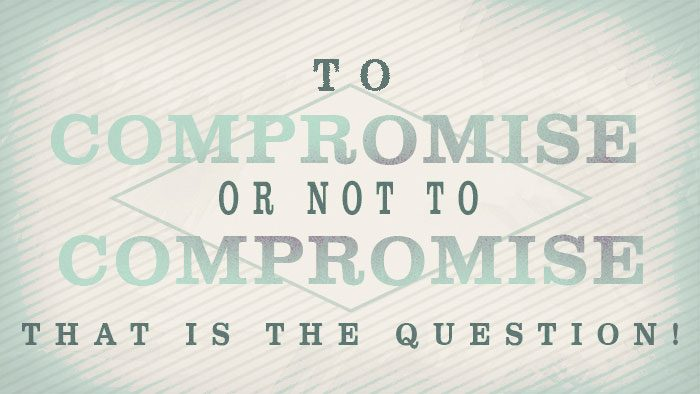 TO
COMPROMISE
OR NOT TO
COMPROMISE
THAT IS THE QUESTION!